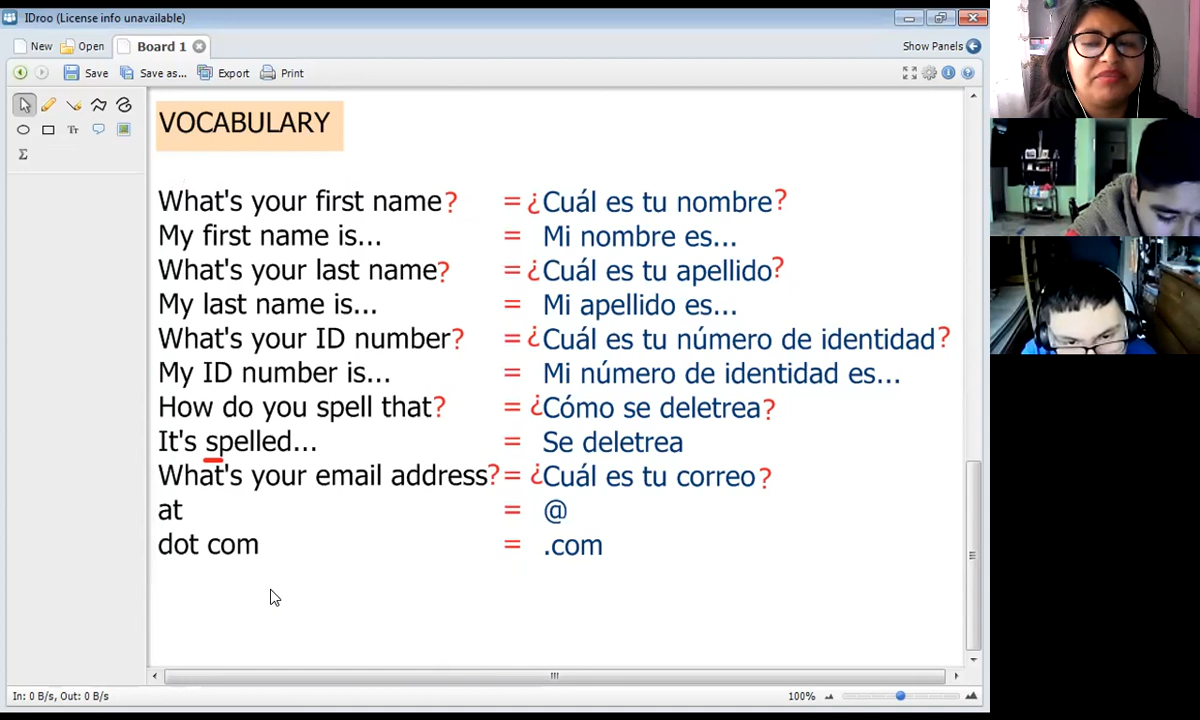 IDroo (License info unavailable)
New Open Board 1 Show Panels
Save Save as... Export Print
Tr
Σ
VOCABULARY
What's your first name? = ¿Cuál es tu nombre?
My first name is... = Mi nombre es...
What's your last name? = ¿Cuál es tu apellido?
My last name is... = Mi apellido es...
What's your ID number? = ¿Cuál es tu número de identidad?
My ID number is... = Mi número de identidad es...
How do you spell that? = ¿Cómo se deletrea?
It's spelled... = Se deletrea
What's your email address? = ¿Cuál es tu correo?
at = @
dot com = .com
In: 0 B/s, Out: 0 B/s 100%